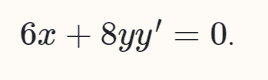 6x + 8yy′ = 0.